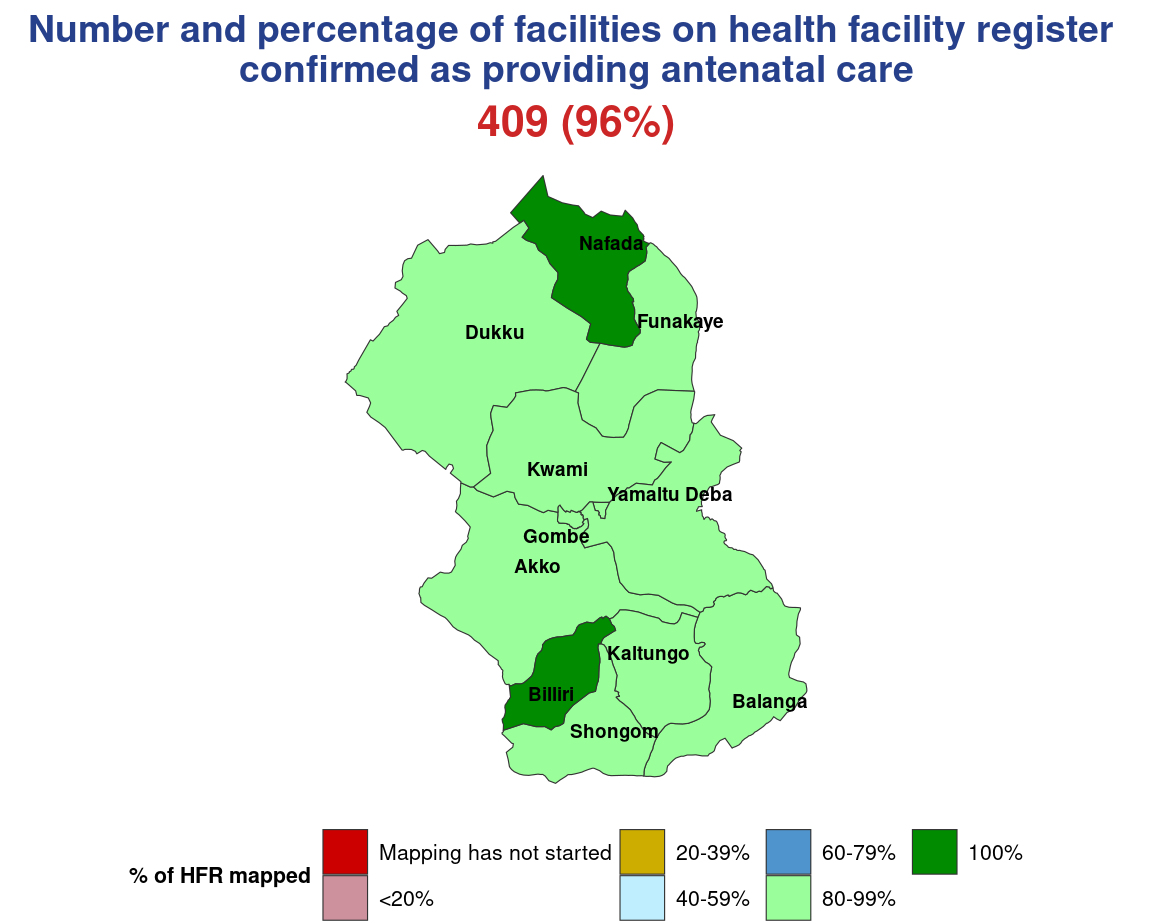 Number and percentage of facilities on health facility register
confirmed as providing antenatal care
409 (96%)
Nafada
Funakaye
Dukku
Kwami
Yamaltu Deba
Gombe
Akko
Kaltungo
Billiri
Balanga
Shongom
% of HFR mapped
Mapping has not started
<20%
20-39%
40-59%
60-79%
80-99%
100%